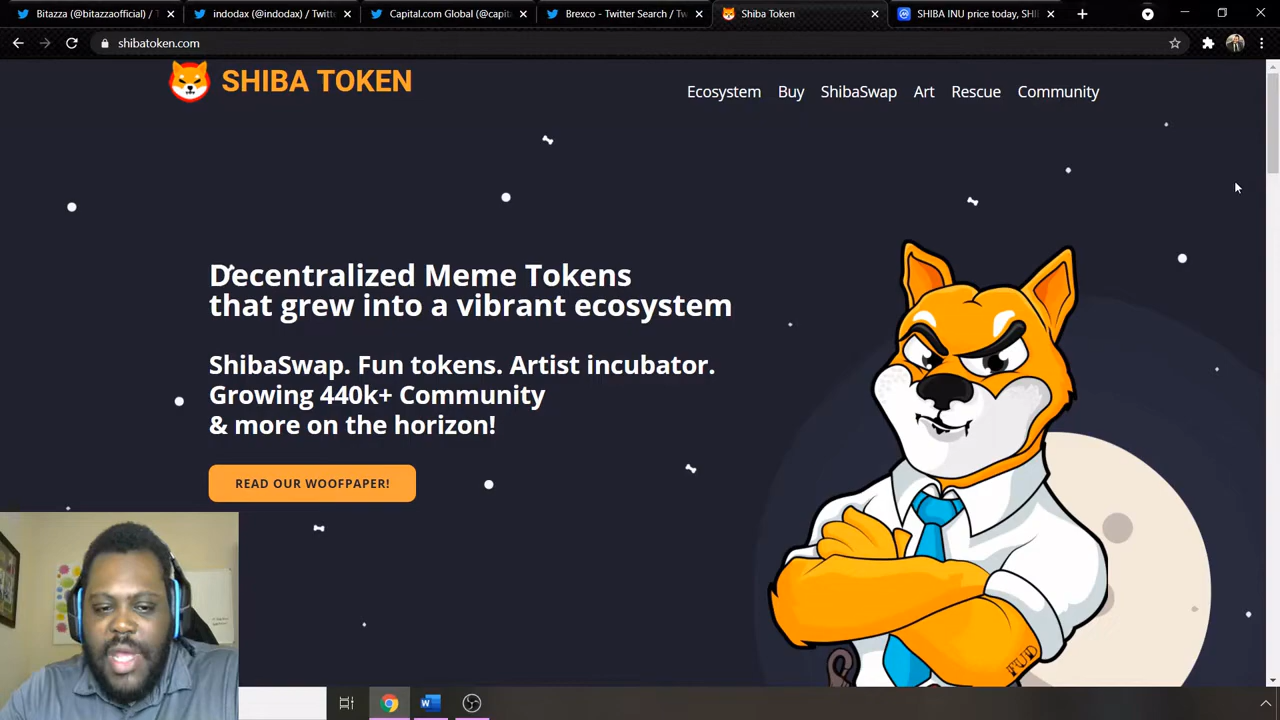 Bitazza (@bitazzaofficial) / T
indodax (@indodax) / Twitte
Capital.com Global (@capita
Brexco - Twitter Search / Tw
Shiba Token
SHIBA INU price today, SHI
shibatoken.com
SHIBA TOKEN
Ecosystem
Buy
ShibaSwap
Art
Rescue
Community
Decentralized Meme Tokens
that grew into a vibrant ecosystem
ShibaSwap. Fun tokens. Artist incubator.
Growing 440k+ Community
& more on the horizon!
READ OUR WOOFPAPER!
FUD